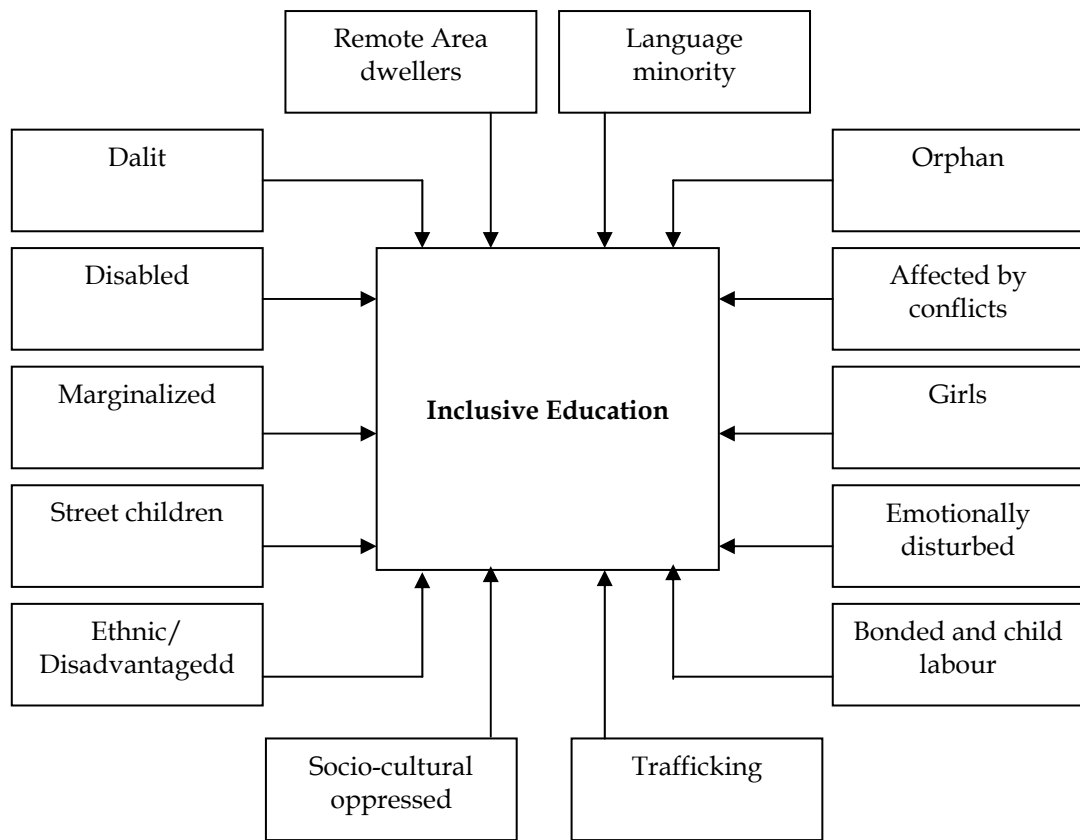 Remote Area
dwellers
Language
minority
Dalit
Orphan
Disabled
Affected by
conflicts
Marginalized
Inclusive Education
Girls
Street children
Emotionally
disturbed
Ethnic/
Disadvantagedd
Bonded and child
labour
Socio-cultural
oppressed
Trafficking